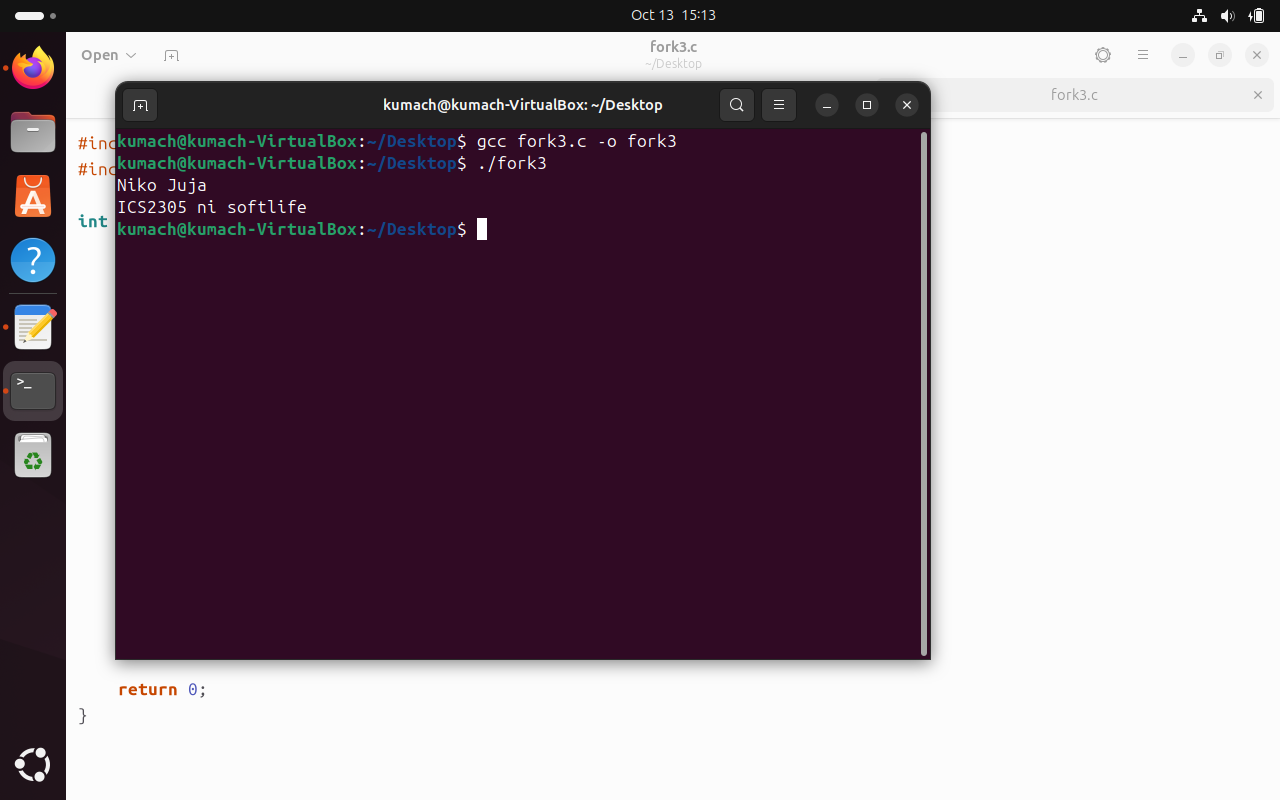 Oct 13 15:13
Open
fork3.c
~/Desktop
fork3.c
kumach@kumach-VirtualBox: ~/Desktop
#inc
#inc
int
kumach@kumach-VirtualBox:~/Desktop$ gcc fork3.c -o fork3
kumach@kumach-VirtualBox:~/Desktop$ ./fork3
Niko Juja
ICS2305 ni softlife
kumach@kumach-VirtualBox:~/Desktop$
return 0;
}